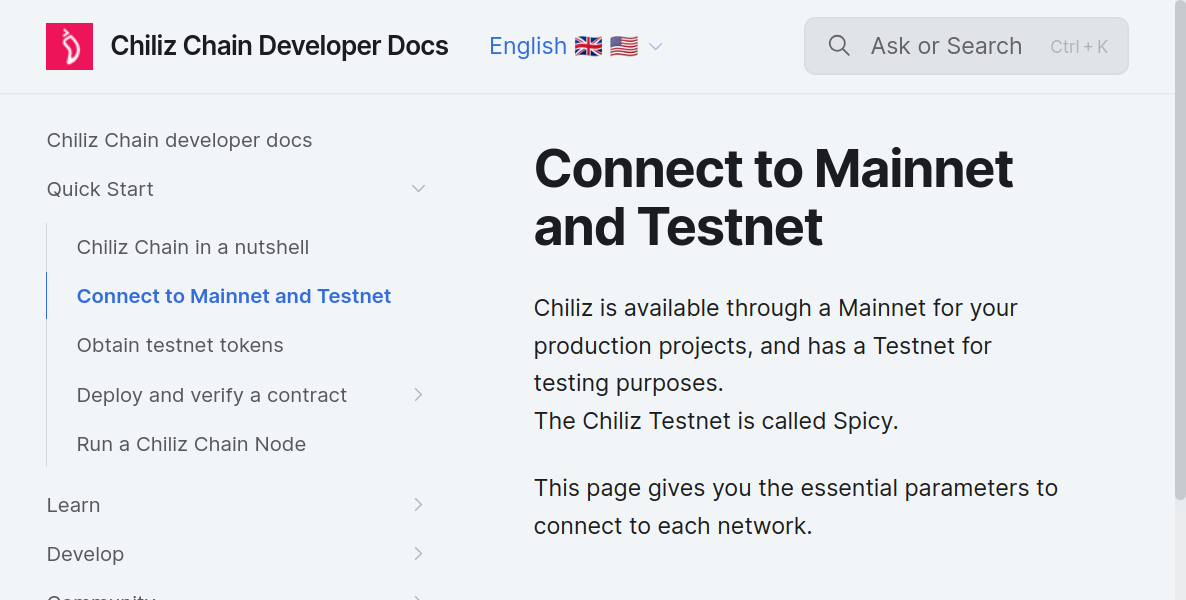 Chiliz Chain Developer Docs
English 🇬🇧 🇺🇸
Ask or Search Ctrl + K
Chiliz Chain developer docs
Quick Start
Chiliz Chain in a nutshell
Connect to Mainnet and Testnet
Obtain testnet tokens
Deploy and verify a contract
Run a Chiliz Chain Node
Learn
Develop
Community
Connect to Mainnet
and Testnet
Chiliz is available through a Mainnet for your
production projects, and has a Testnet for
testing purposes.
The Chiliz Testnet is called Spicy.
This page gives you the essential parameters to
connect to each network.